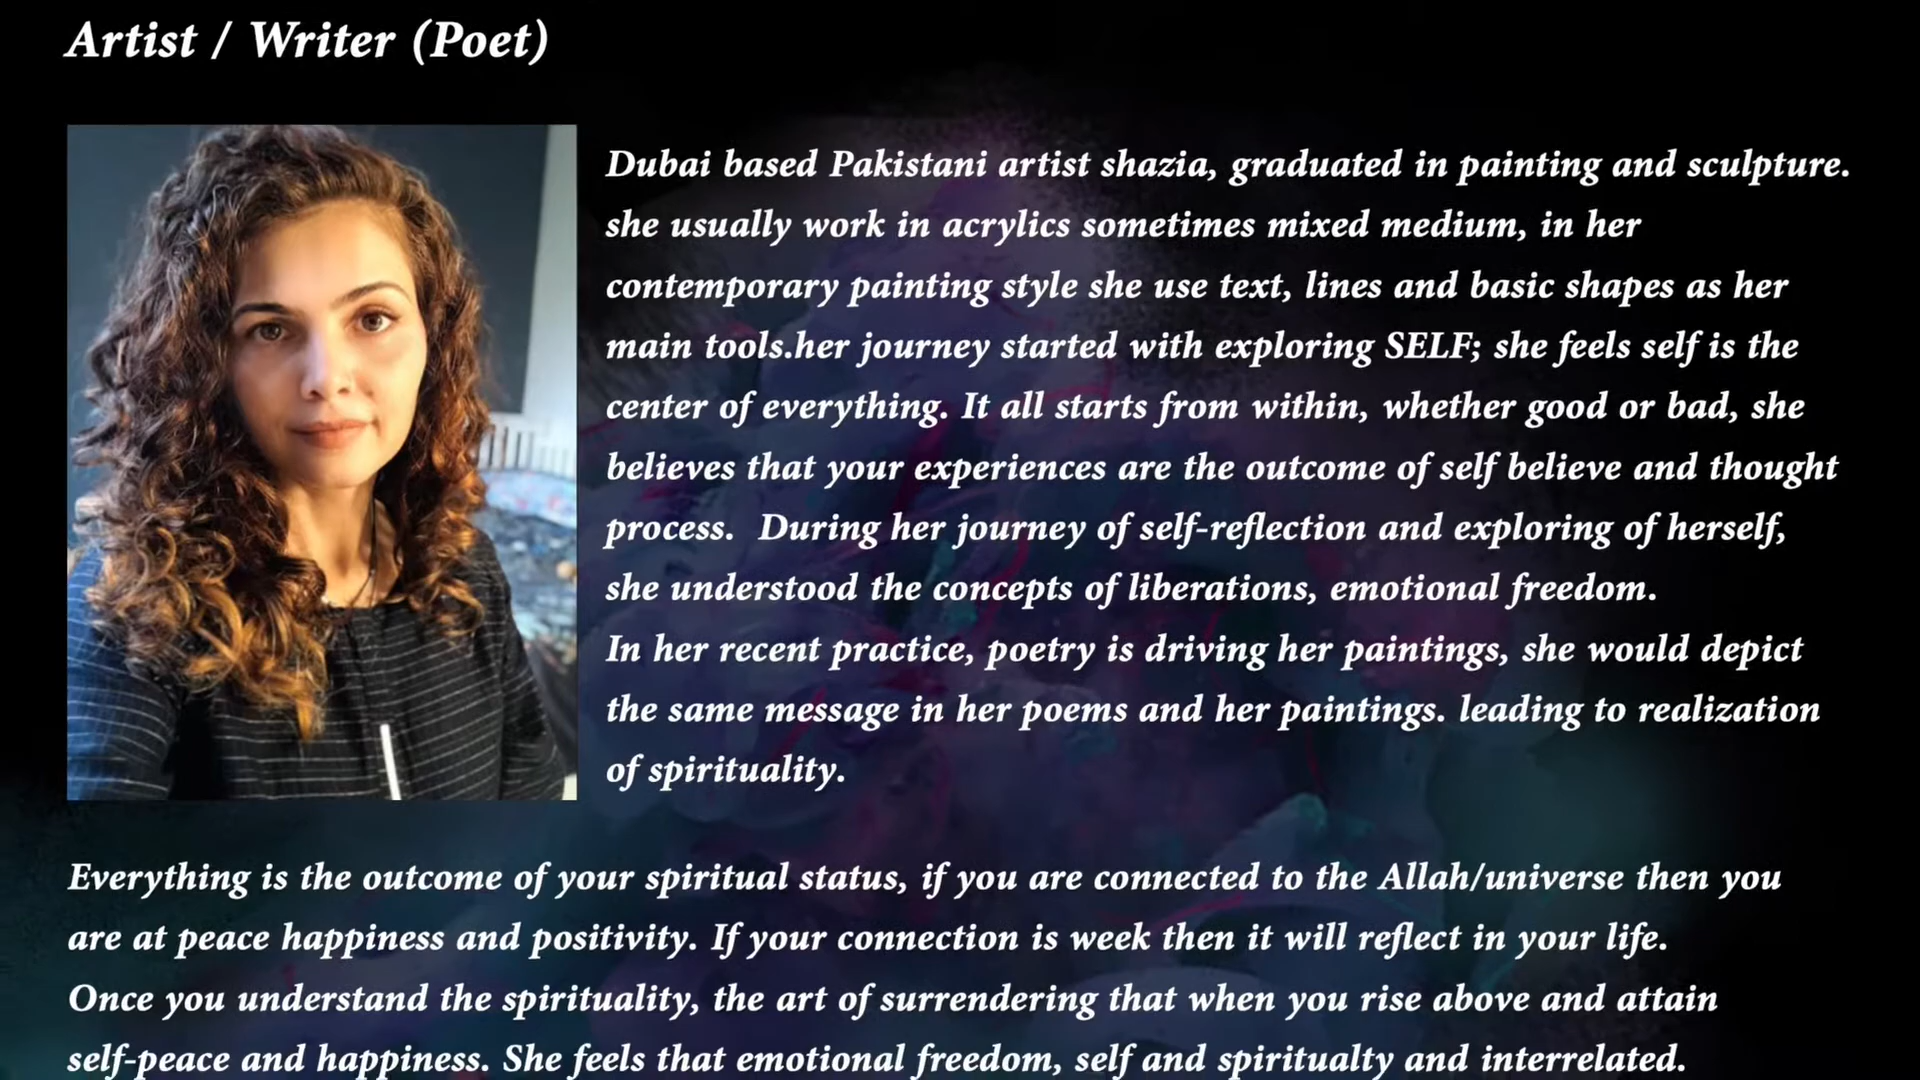 Artist / Writer (Poet)
Dubai based Pakistani artist shazia, graduated in painting and sculpture.
she usually work in acrylics sometimes mixed medium, in her
contemporary painting style she use text, lines and basic shapes as her
main tools.her journey started with exploring SELF; she feels self is the
center of everything. It all starts from within, whether good or bad, she
believes that your experiences are the outcome of self believe and thought
process.  During her journey of self-reflection and exploring of herself,
she understood the concepts of liberations, emotional freedom.
In her recent practice, poetry is driving her paintings, she would depict
the same message in her poems and her paintings. leading to realization
of spirituality.
Everything is the outcome of your spiritual status, if you are connected to the Allah/universe then you
are at peace happiness and positivity. If your connection is week then it will reflect in your life.
Once you understand the spirituality, the art of surrendering that when you rise above and attain
self-peace and happiness. She feels that emotional freedom, self and spiritualty and interrelated.